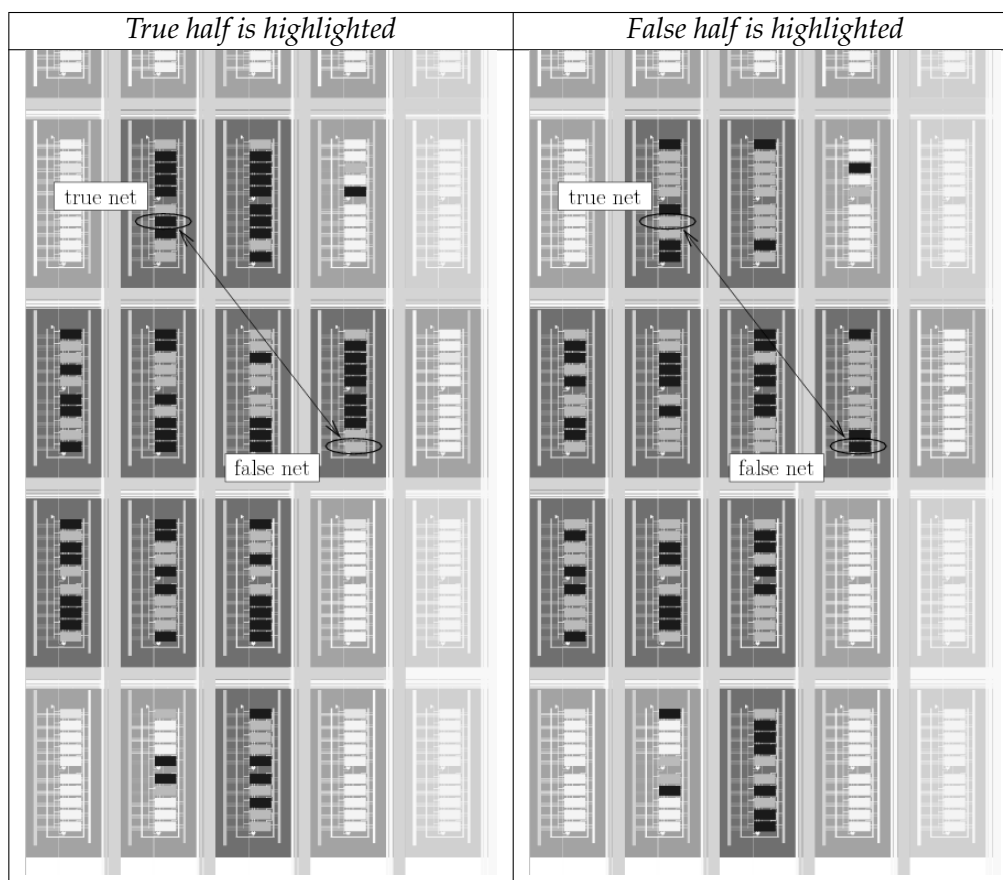 True half is highlighted
False half is highlighted
true net
true net
false net
false net